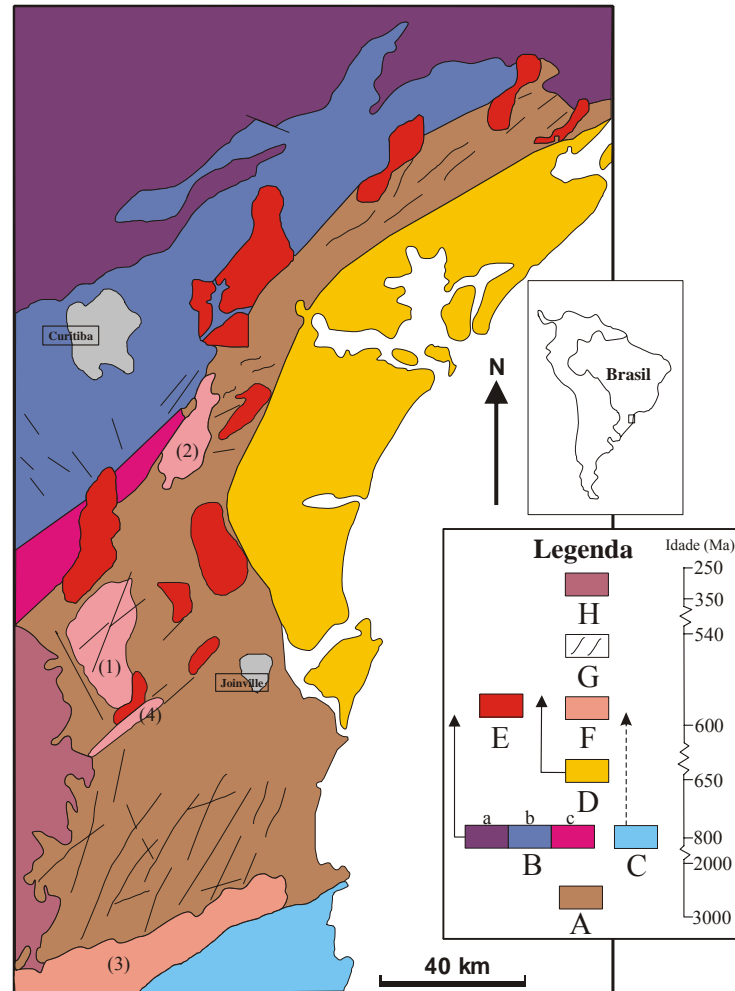 Curitiba
(2)
N
Brasil
(1)
Joinville
(4)
(3)
40 km
Legenda
Idade (Ma)
250
H
350
540
G
E
F
600
D
650
a b c
B
C
800
2000
A
3000